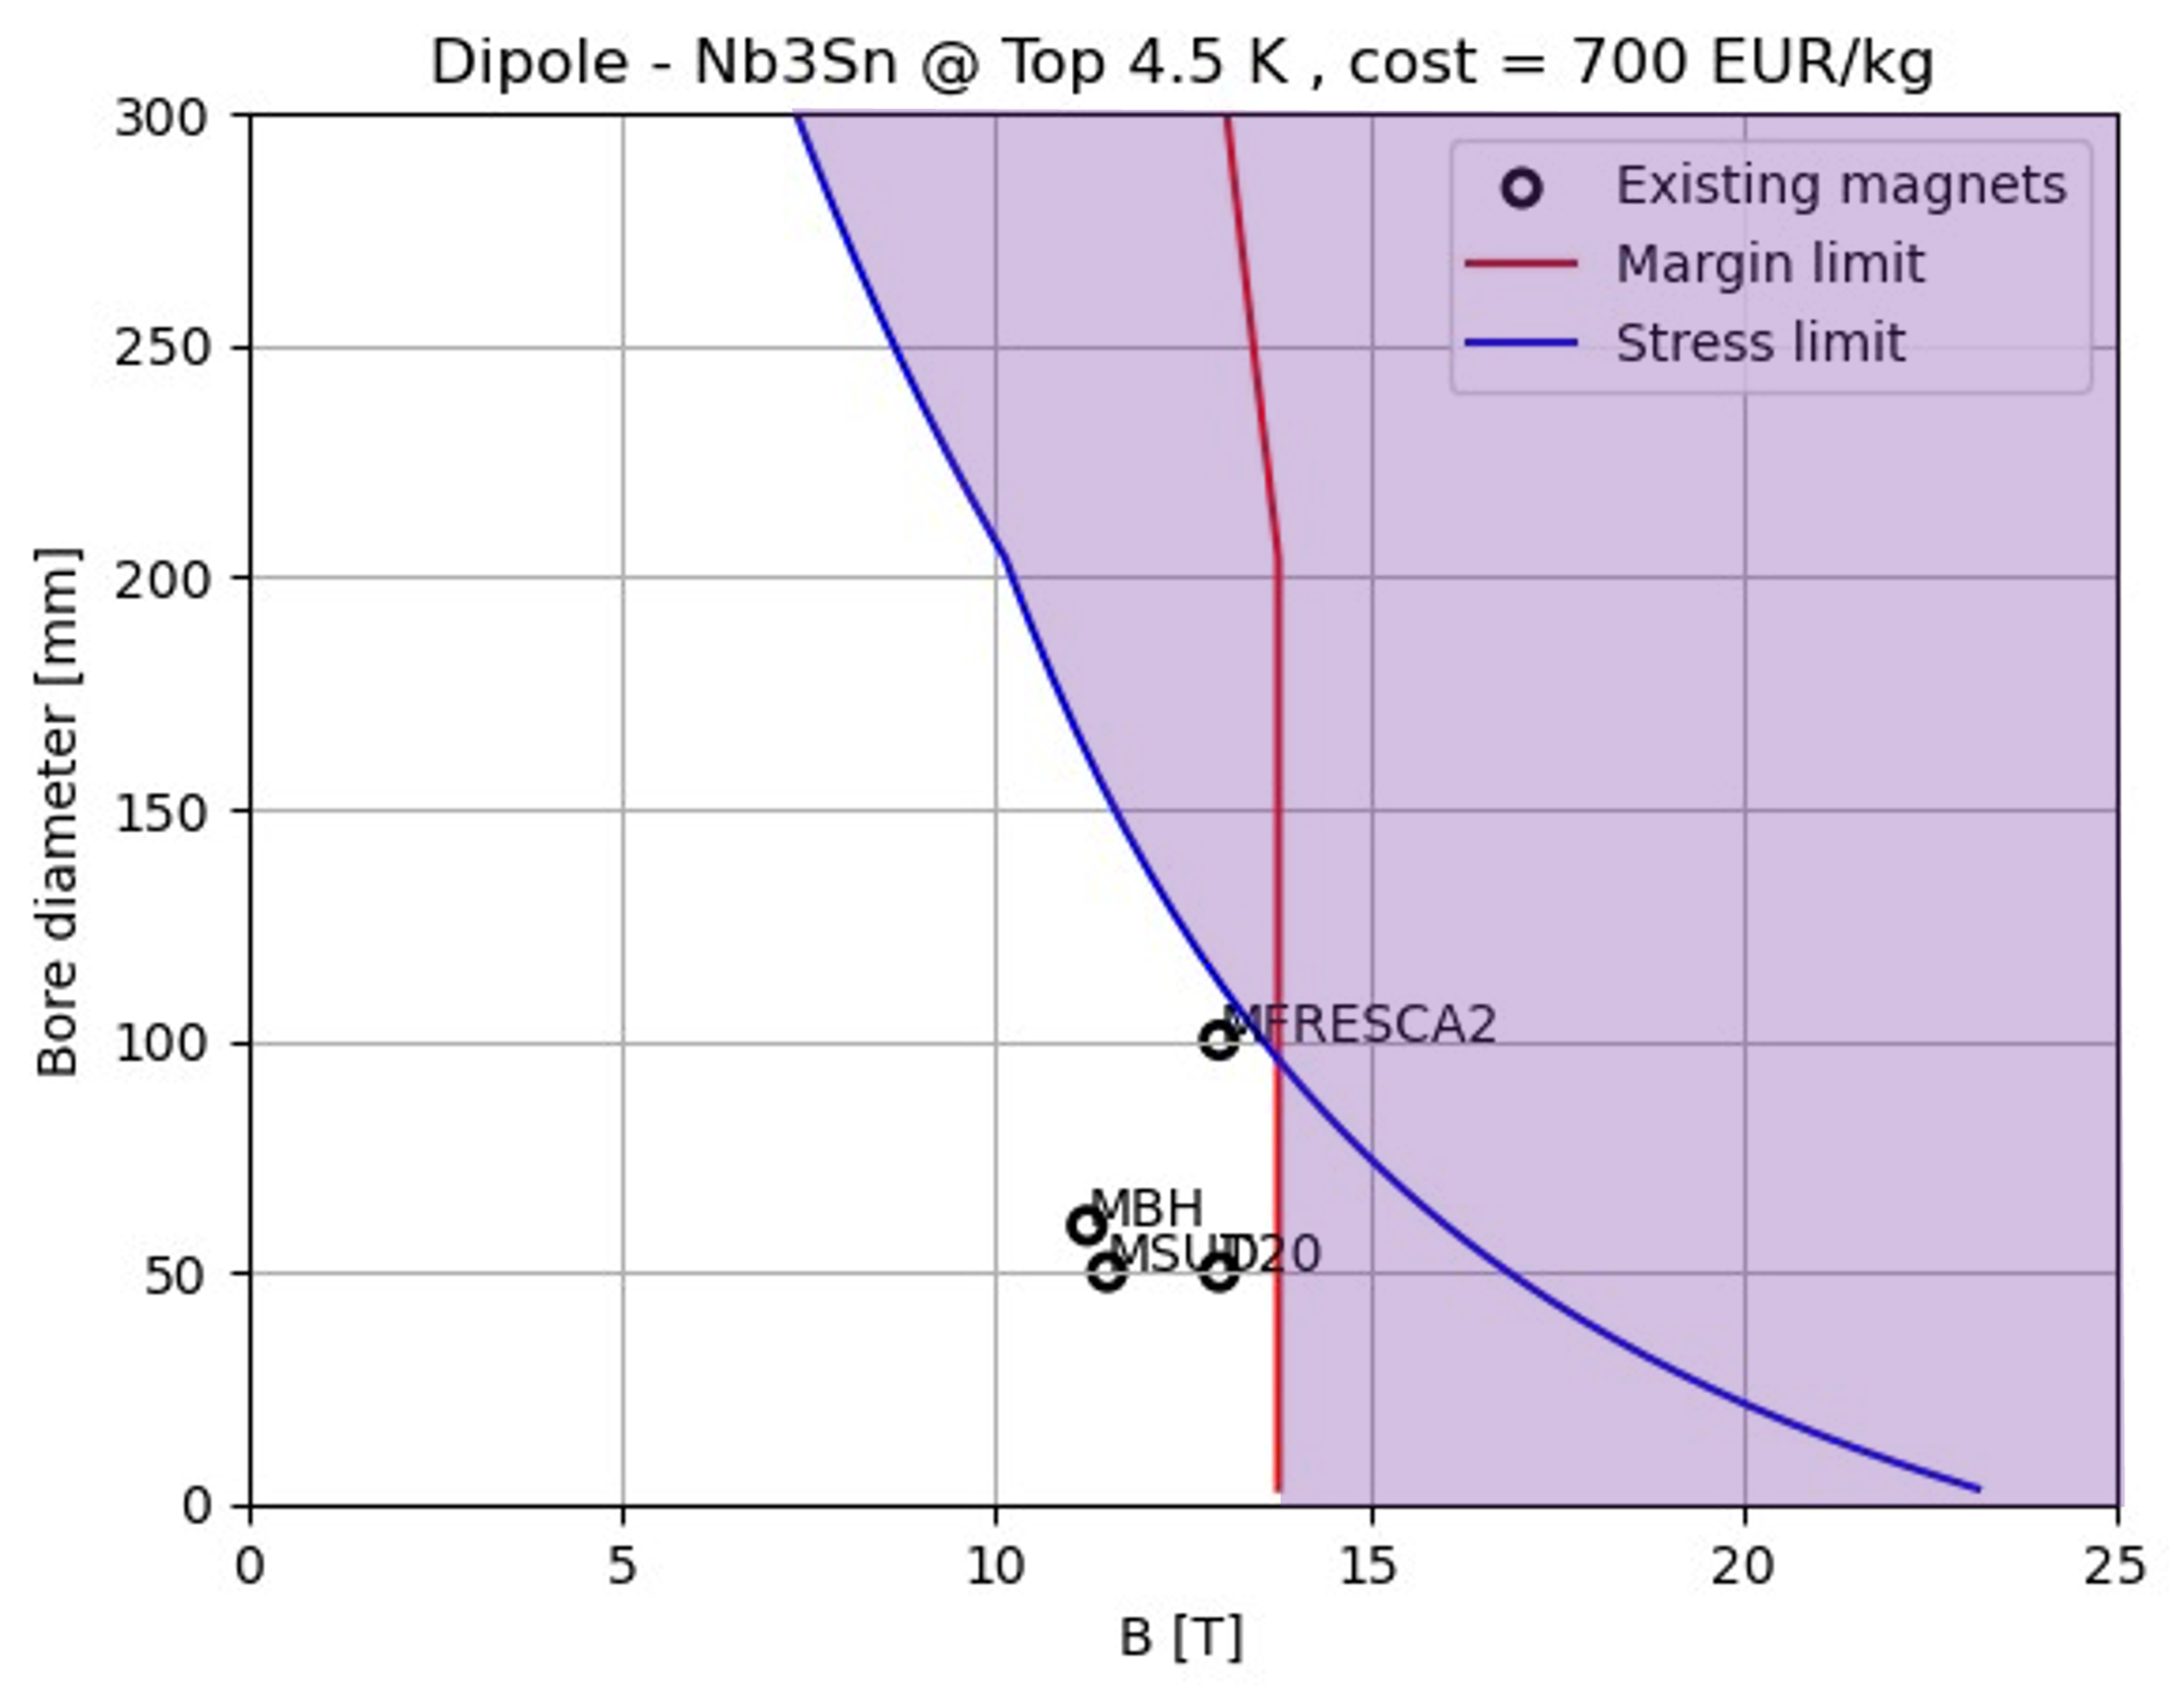 Dipole - Nb3Sn @ Top 4.5 K , cost = 700 EUR/kg
300
250
200
150
100
50
0
Bore diameter [mm]
Existing magnets
Margin limit
Stress limit
MFRESCA2
MBH
D20
0
5
10
15
20
25
B [T]